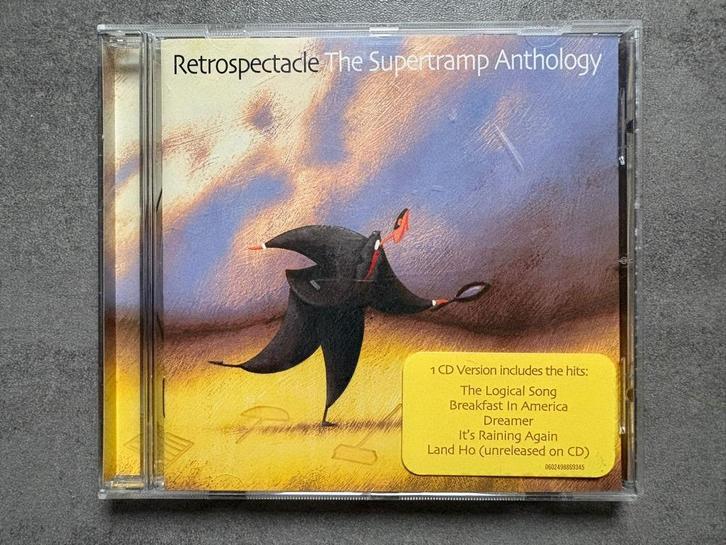 Retrospectacle The Supertramp Anthology
1 CD Version includes the hits:
The Logical Song
Breakfast In America
Dreamer
It's Raining Again
Land Ho (unreleased on CD)
0602498869345